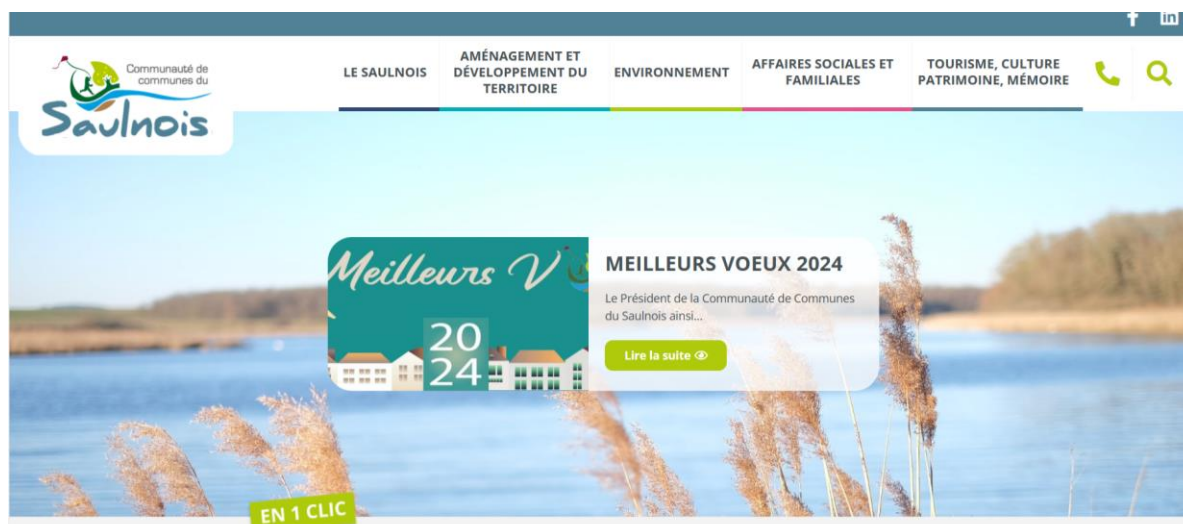 Communauté de
communes du
Saulnois
LE SAULNOIS
AMÉNAGEMENT ET
DÉVELOPPEMENT DU
TERRITOIRE
ENVIRONNEMENT
AFFAIRES SOCIALES ET
FAMILIALES
TOURISME, CULTURE
PATRIMOINE, MÉMOIRE
Meilleurs V
20
24
MEILLEURS VOEUX 2024
Le Président de la Communauté de Communes
du Saulnois ainsi...
Lire la suite
EN 1 CLIC